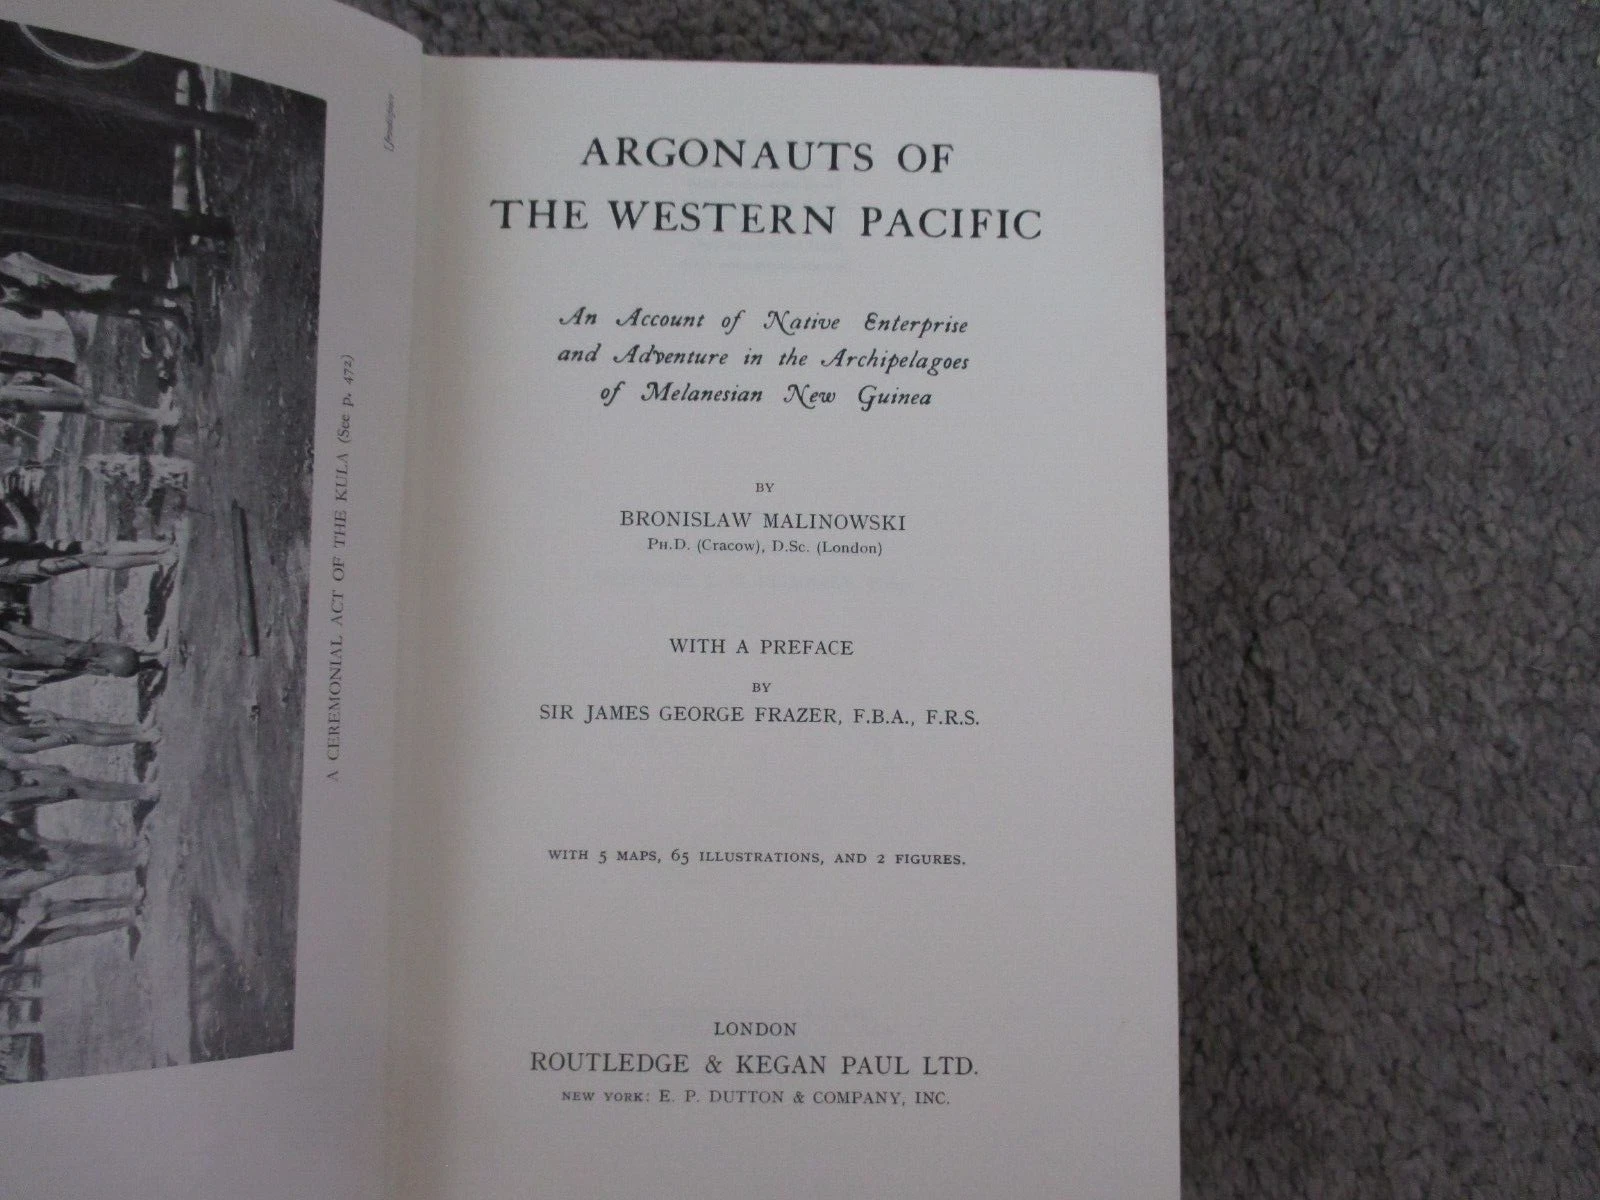 A CEREMONIAL ACT OF THE KULA (See p. 472)
[frontispiece
ARGONAUTS OF
THE WESTERN PACIFIC
An Account of Native Enterprise
and Adventure in the Archipelagoes
of Melanesian New Guinea
BY
BRONISLAW MALINOWSKI
PH.D. (Cracow), D.Sc. (London)
WITH A PREFACE
BY
SIR JAMES GEORGE FRAZER, F.B.A., F.R.S.
WITH 5 MAPS, 65 ILLUSTRATIONS, AND 2 FIGURES.
LONDON
ROUTLEDGE & KEGAN PAUL LTD.
NEW YORK: E. P. DUTTON & COMPANY, INC.